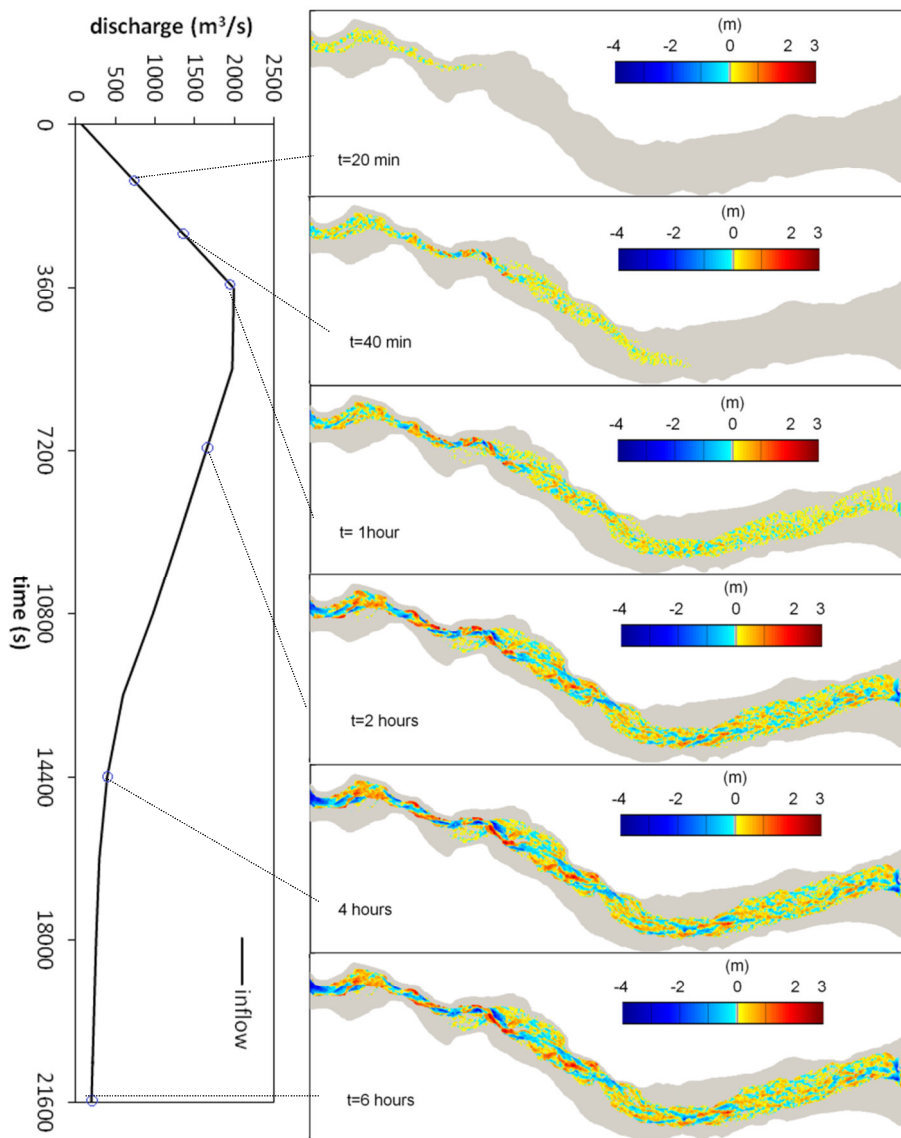 discharge (m³/s)
0 500 1000 1500 2000 2500
0
3600
7200
10800
14400
18000
21600
time (s)
inflow
(m)
-4 -2 0 2 3
t=20 min
(m)
-4 -2 0 2 3
t=40 min
(m)
-4 -2 0 2 3
t= 1hour
(m)
-4 -2 0 2 3
t=2 hours
(m)
-4 -2 0 2 3
4 hours
(m)
-4 -2 0 2 3
t=6 hours